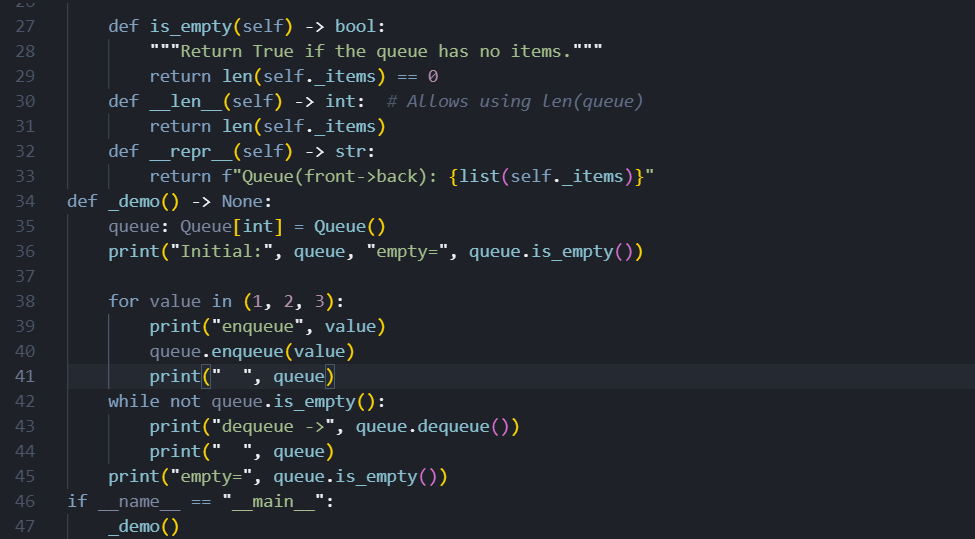 27 def is_empty(self) -> bool:
28 """Return True if the queue has no items."""
29 return len(self._items) == 0
30 def __len__(self) -> int:  # Allows using len(queue)
31 return len(self._items)
32 def __repr__(self) -> str:
33 return f"Queue(front->back): {list(self._items)}"
34 def _demo() -> None:
35 queue: Queue[int] = Queue()
36 print("Initial:", queue, "empty=", queue.is_empty())
37
38 for value in (1, 2, 3):
39 print("enqueue", value)
40 queue.enqueue(value)
41 print("  ", queue)
42 while not queue.is_empty():
43 print("dequeue ->", queue.dequeue())
44 print("  ", queue)
45 print("empty=", queue.is_empty())
46 if __name__ == "__main__":
47 _demo()